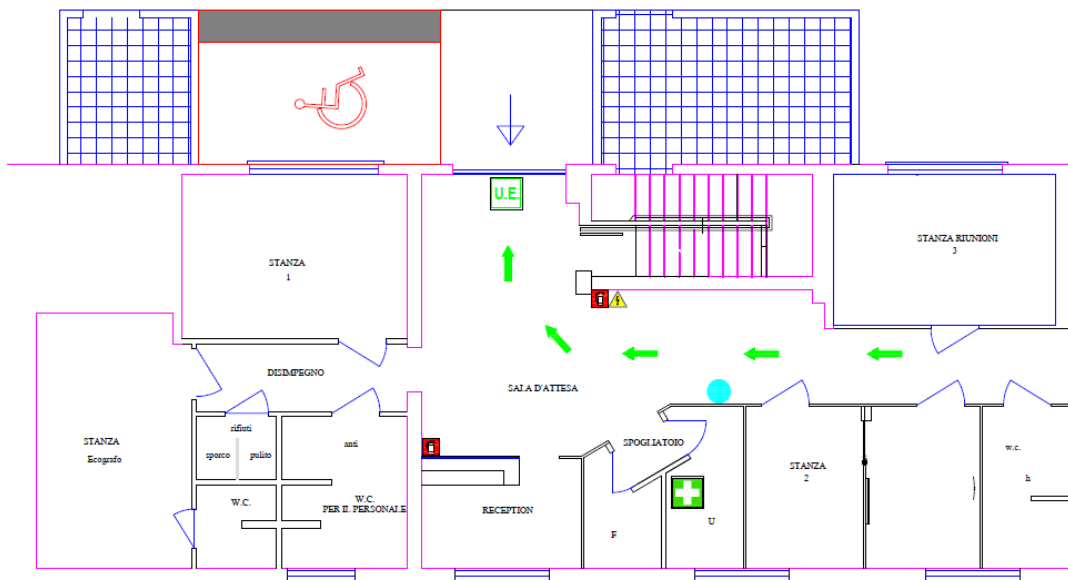 U.E.
STANZA
1
STANZA RIUNIONI
3
DISIMPEGNO
SALA D'ATTESA
STANZA
Ecografo
rifiuti
sporco
pulito
anti
W.C.
W.C.
PER IL PERSONALE
RECEPTION
SPOGLIATOIO
F
U
STANZA
2
w.c.
h